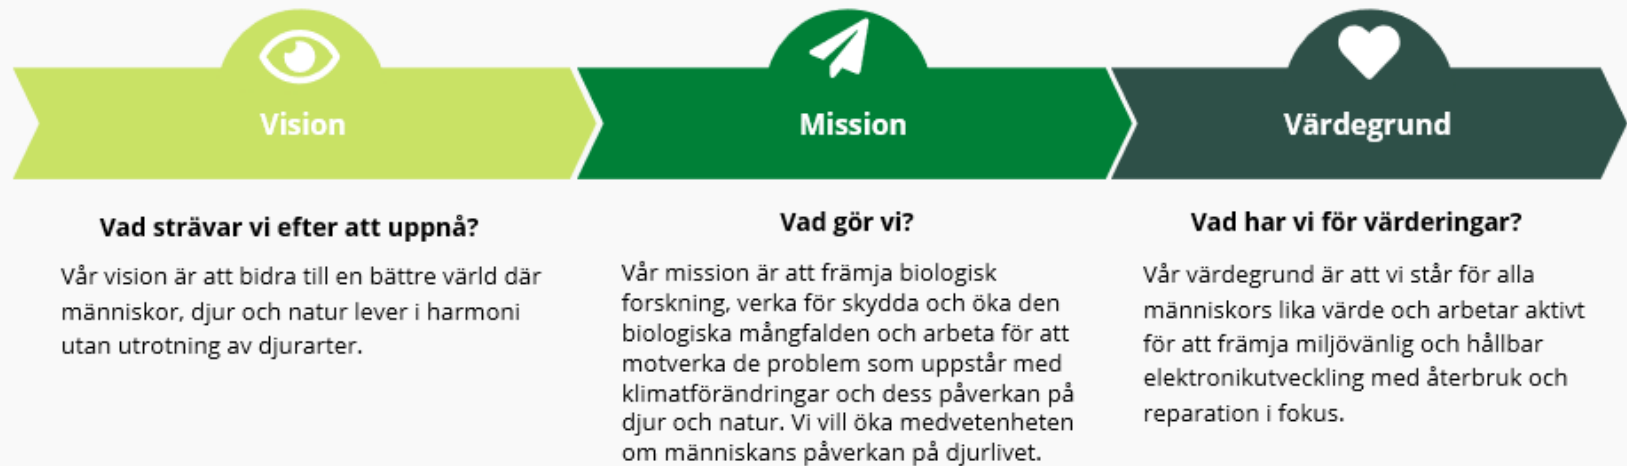 Vision
Vad strävar vi efter att uppnå?
Vår vision är att bidra till en bättre värld där
människor, djur och natur lever i harmoni
utan utrotning av djurarter.
Mission
Vad gör vi?
Vår mission är att främja biologisk
forskning, verka för skydda och öka den
biologiska mångfalden och arbeta för att
motverka de problem som uppstår med
klimatförändringar och dess påverkan på
djur och natur. Vi vill öka medvetenheten
om människans påverkan på djurlivet.
Värdegrund
Vad har vi för värderingar?
Vår värdegrund är att vi står för alla
människors lika värde och arbetar aktivt
för att främja miljövänlig och hållbar
elektronikutveckling med återbruk och
reparation i fokus.